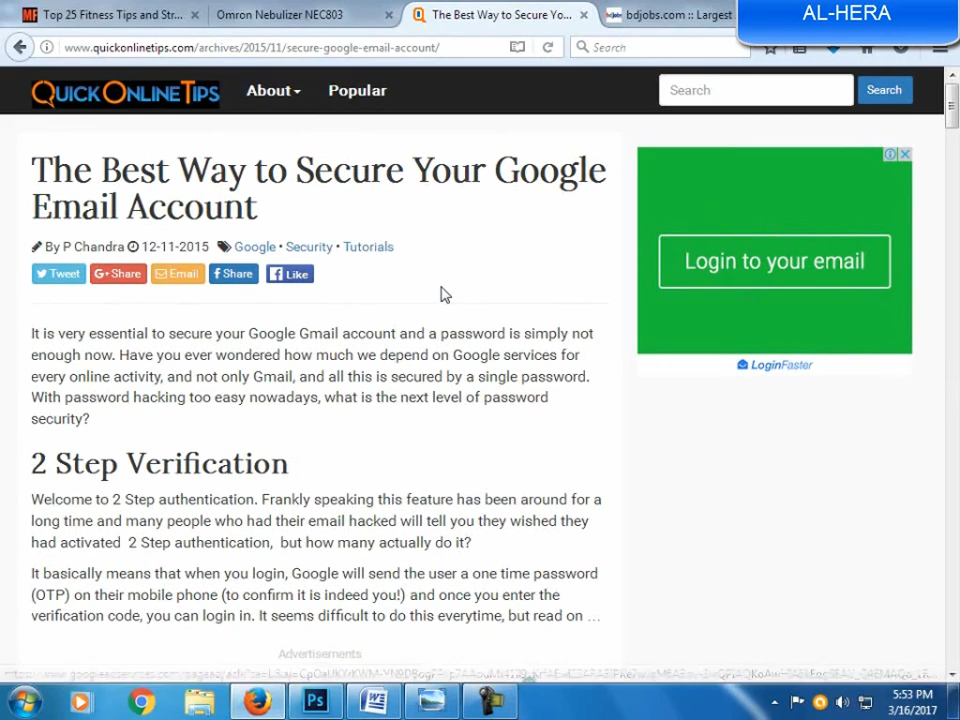 Top 25 Fitness Tips and Str...
Omron Nebulizer NEC803
The Best Way to Secure Yo...
bdjobs.com :: Largest
AL-HERA
www.quickonlinetips.com/archives/2015/11/secure-google-email-account/
Search
QUICKONLINETIPS
About
Popular
Search
Search
The Best Way to Secure Your Google
Email Account
By P Chandra 12-11-2015 Google • Security • Tutorials
Tweet
G+ Share
Email
Share
Like
Login to your email
LoginFaster
It is very essential to secure your Google Gmail account and a password is simply not
enough now. Have you ever wondered how much we depend on Google services for
every online activity, and not only Gmail, and all this is secured by a single password.
With password hacking too easy nowadays, what is the next level of password
security?
2 Step Verification
Welcome to 2 Step authentication. Frankly speaking this feature has been around for a
long time and many people who had their email hacked will tell you they wished they
had activated 2 Step authentication, but how many actually do it?
It basically means that when you login, Google will send the user a one time password
(OTP) on their mobile phone (to confirm it is indeed you!) and once you enter the
verification code, you can login in. It seems difficult to do this everytime, but read on ...
Advertisements
Ps
5:53 PM
3/16/2017